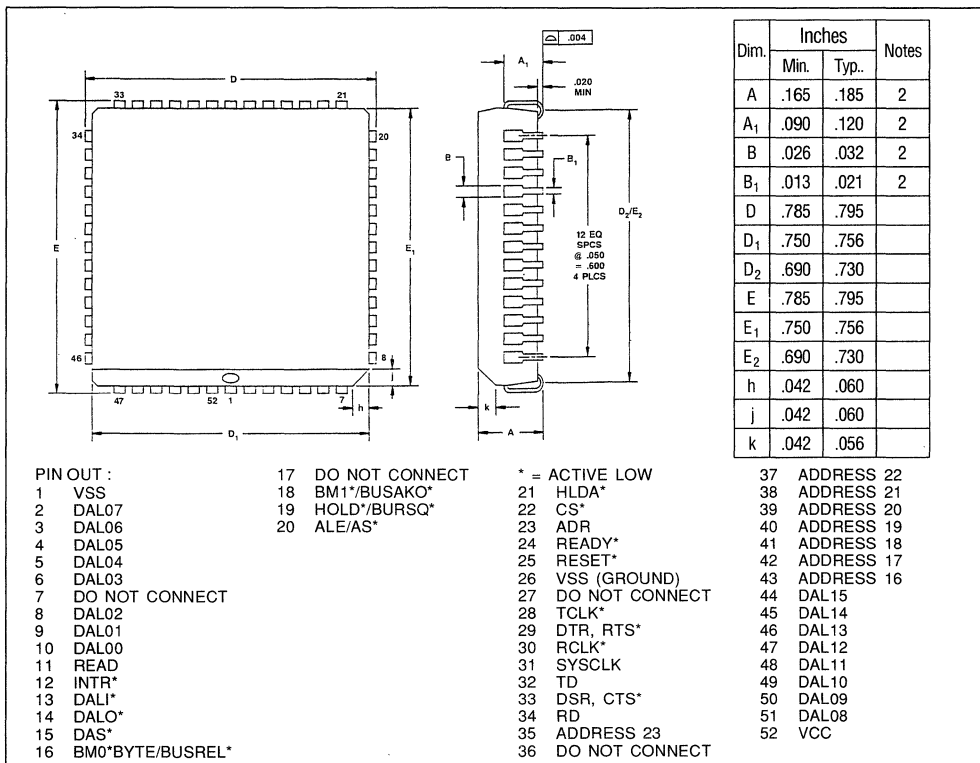 ⌓ .004
A₁
.020
MIN
D
33
21
34
20
B
B₁
E
E₁
D₂/E₂
12 EQ
SPCS
@ .050
= .600
4 PLCS
46
8
j
47
52
1
7
h
D₁
k
A
Dim. Inches Notes
Min. Typ..
A .165 .185 2
A₁ .090 .120 2
B .026 .032 2
B₁ .013 .021 2
D .785 .795
D₁ .750 .756
D₂ .690 .730
E .785 .795
E₁ .750 .756
E₂ .690 .730
h .042 .060
j .042 .060
k .042 .056
PIN OUT :
1 VSS
2 DAL07
3 DAL06
4 DAL05
5 DAL04
6 DAL03
7 DO NOT CONNECT
8 DAL02
9 DAL01
10 DAL00
11 READ
12 INTR*
13 DALI*
14 DALO*
15 DAS*
16 BM0*BYTE/BUSREL*
17 DO NOT CONNECT
18 BM1*/BUSAKO*
19 HOLD*/BURSQ*
20 ALE/AS*
* = ACTIVE LOW
21 HLDA*
22 CS*
23 ADR
24 READY*
25 RESET*
26 VSS (GROUND)
27 DO NOT CONNECT
28 TCLK*
29 DTR, RTS*
30 RCLK*
31 SYSCLK
32 TD
33 DSR, CTS*
34 RD
35 ADDRESS 23
36 DO NOT CONNECT
37 ADDRESS 22
38 ADDRESS 21
39 ADDRESS 20
40 ADDRESS 19
41 ADDRESS 18
42 ADDRESS 17
43 ADDRESS 16
44 DAL15
45 DAL14
46 DAL13
47 DAL12
48 DAL11
49 DAL10
50 DAL09
51 DAL08
52 VCC